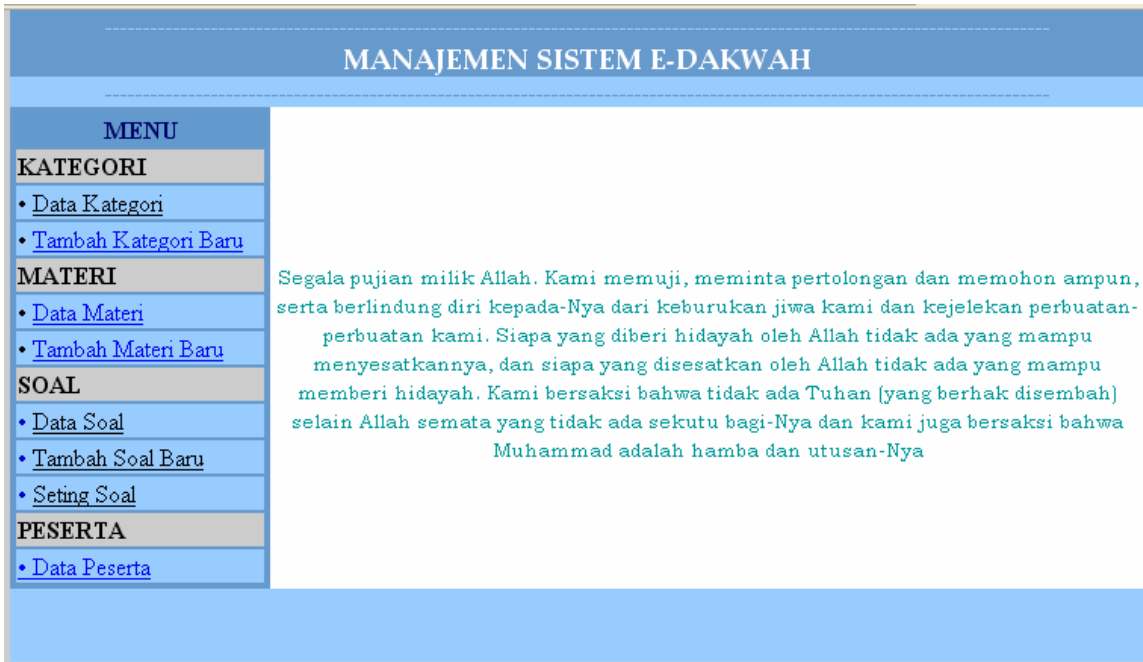 MANAJEMEN SISTEM E-DAKWAH
MENU
KATEGORI
• Data Kategori
• Tambah Kategori Baru
MATERI
• Data Materi
• Tambah Materi Baru
SOAL
• Data Soal
• Tambah Soal Baru
• Seting Soal
PESERTA
• Data Peserta
Segala pujian milik Allah. Kami memuji, meminta pertolongan dan memohon ampun,
serta berlindung diri kepada-Nya dari keburukan jiwa kami dan kejelekan perbuatan-
perbuatan kami. Siapa yang diberi hidayah oleh Allah tidak ada yang mampu
menyesatkannya, dan siapa yang disesatkan oleh Allah tidak ada yang mampu
memberi hidayah. Kami bersaksi bahwa tidak ada Tuhan (yang berhak disembah)
selain Allah semata yang tidak ada sekutu bagi-Nya dan kami juga bersaksi bahwa
Muhammad adalah hamba dan utusan-Nya